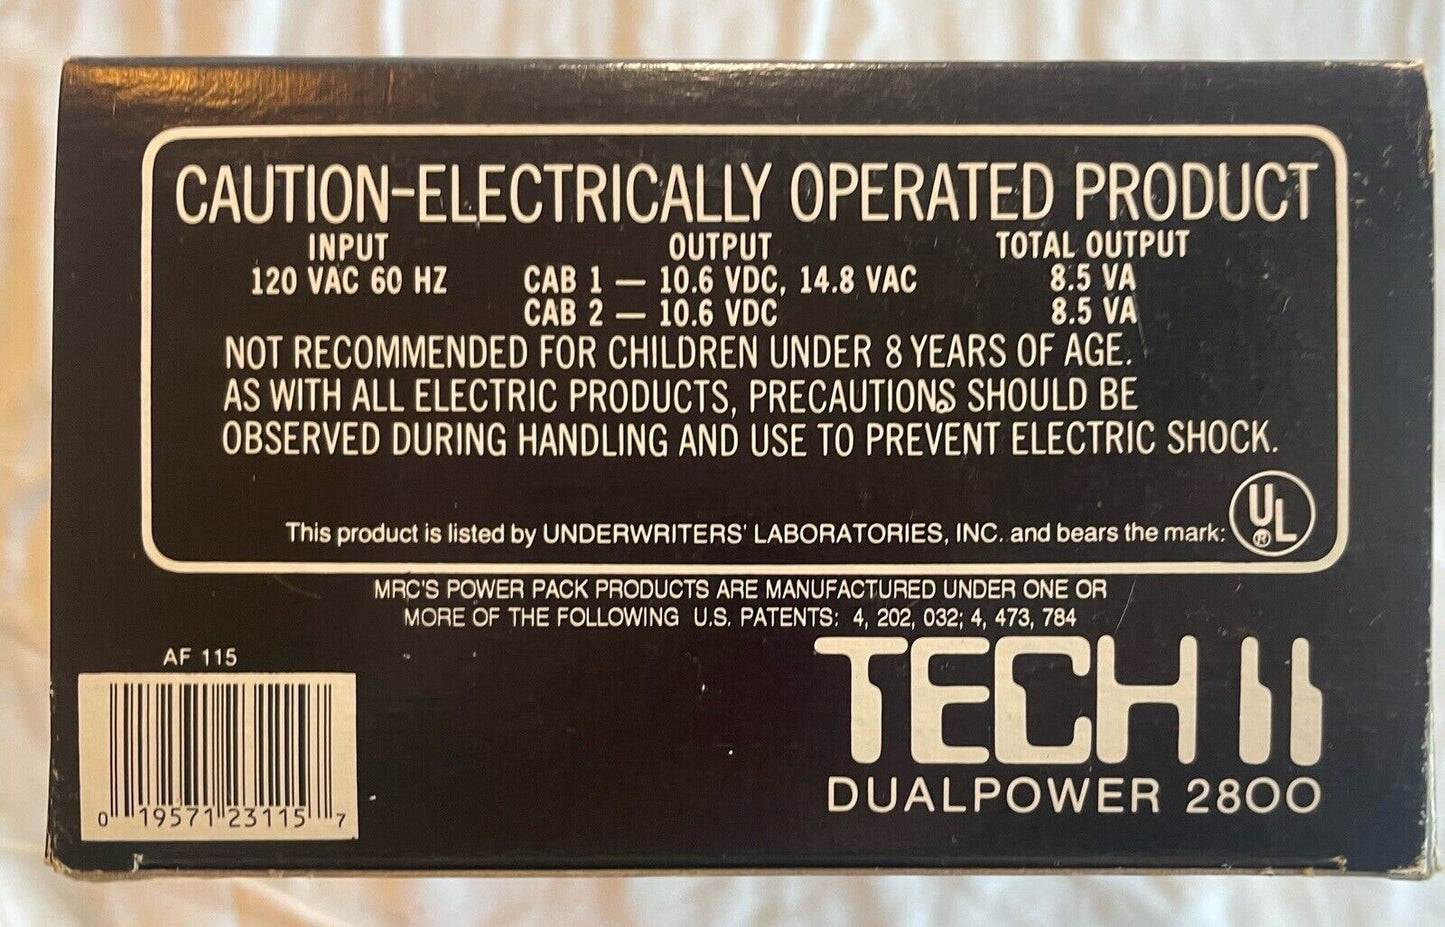 CAUTION-ELECTRICALLY OPERATED PRODUCT
INPUT OUTPUT TOTAL OUTPUT
120 VAC 60 HZ CAB 1 — 10.6 VDC, 14.8 VAC 8.5 VA
CAB 2 — 10.6 VDC 8.5 VA
NOT RECOMMENDED FOR CHILDREN UNDER 8 YEARS OF AGE.
AS WITH ALL ELECTRIC PRODUCTS, PRECAUTIONS SHOULD BE
OBSERVED DURING HANDLING AND USE TO PREVENT ELECTRIC SHOCK.
This product is listed by UNDERWRITERS' LABORATORIES, INC. and bears the mark: UL®
MRC'S POWER PACK PRODUCTS ARE MANUFACTURED UNDER ONE OR
MORE OF THE FOLLOWING U.S. PATENTS: 4, 202, 032; 4, 473, 784
AF 115
0 19571 23115 7
TECH II
DUALPOWER 2800